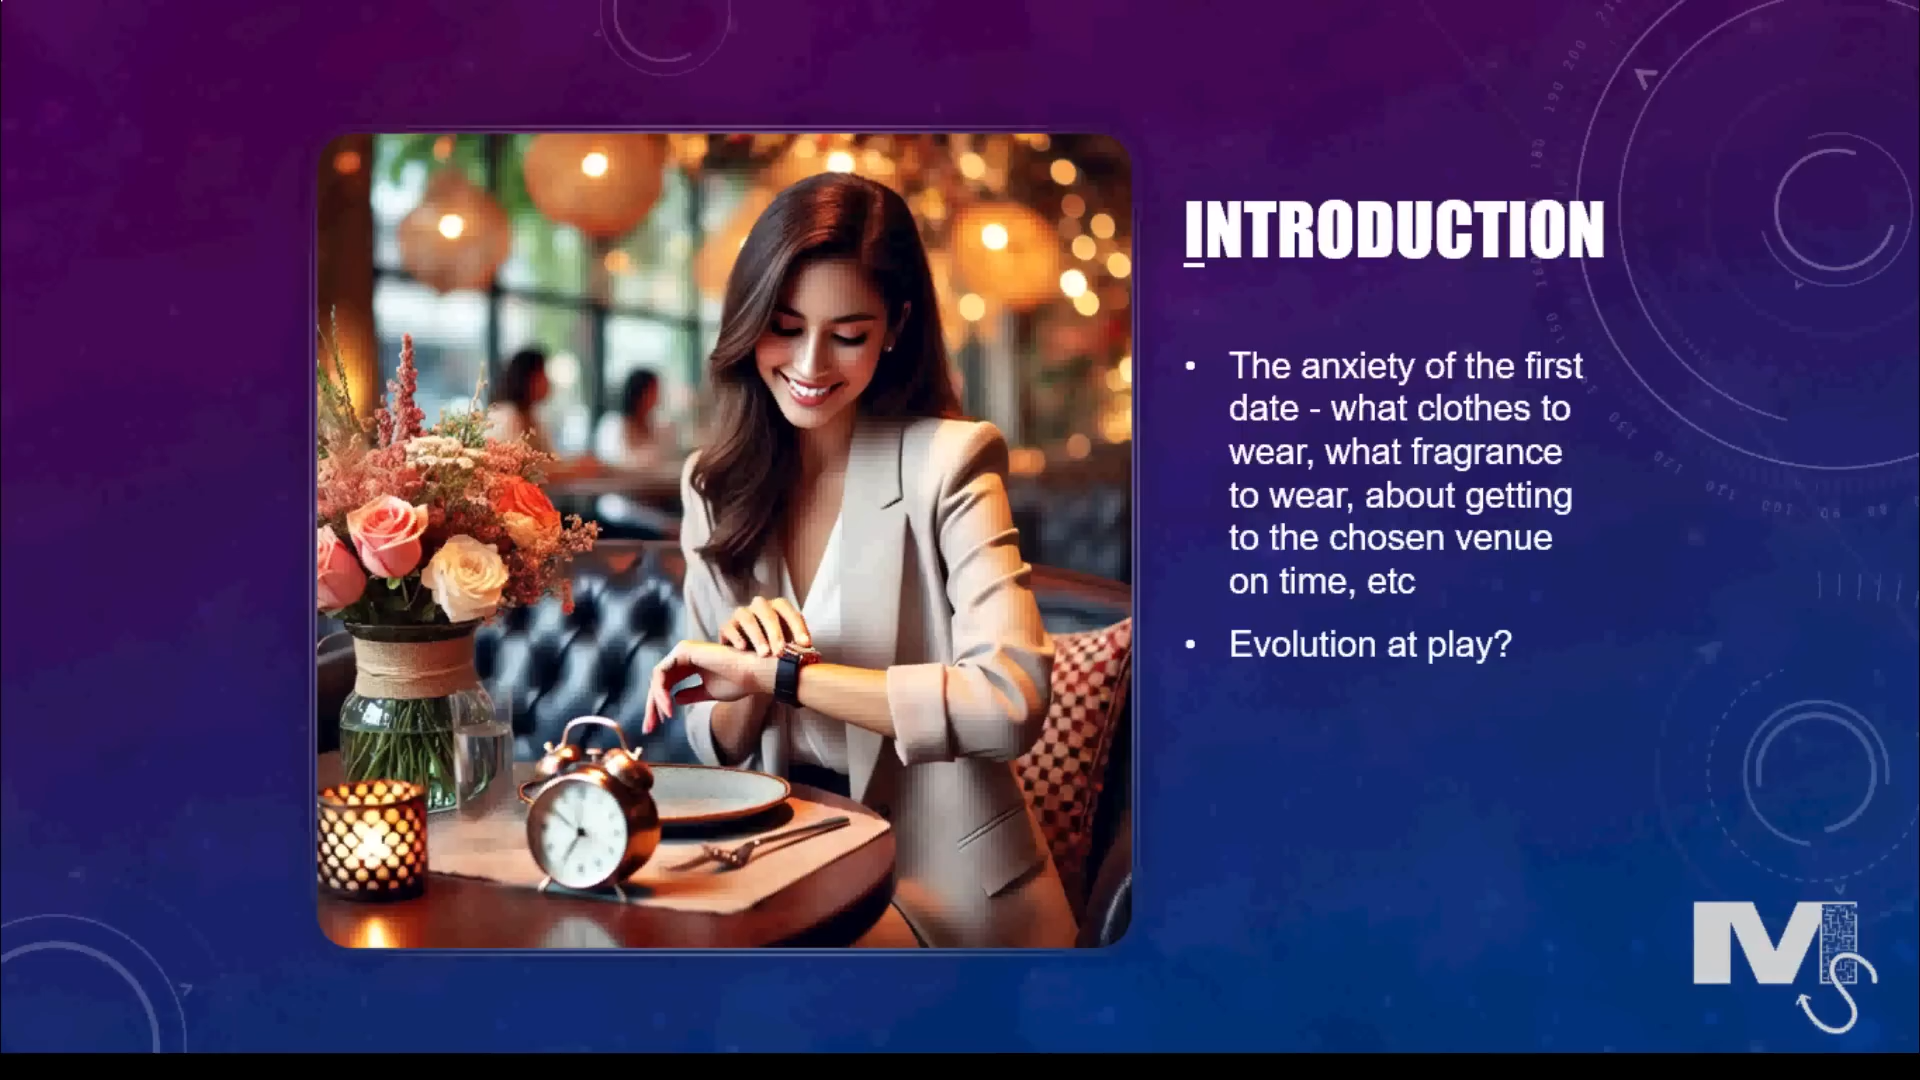 INTRODUCTION
• The anxiety of the first
date - what clothes to
wear, what fragrance
to wear, about getting
to the chosen venue
on time, etc
• Evolution at play?
MS